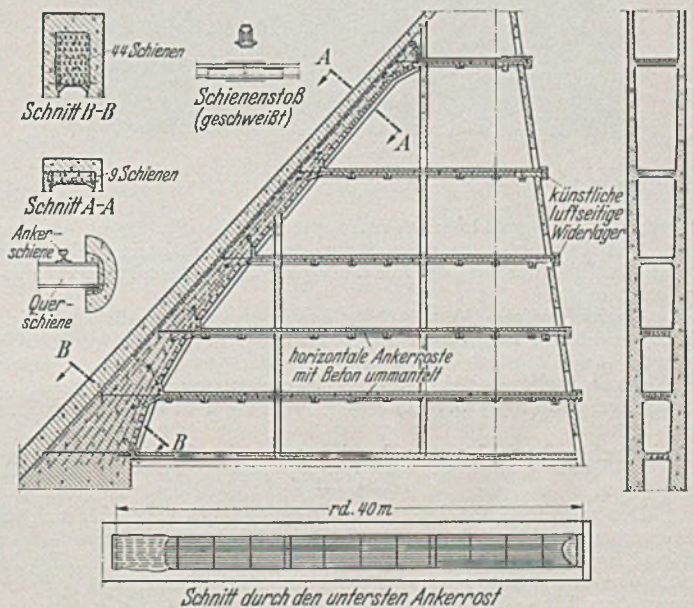 44 Schienen
Schnitt B-B
Schienenstoß
(geschweißt)
A
A
9 Schienen
Schnitt A-A
künstliche
luftseitige
Widerlager
Anker-
schiene
Quer-
schiene
B
horizontale Ankerroste
mit Beton ummantelt
B
rd. 40 m
Schnitt durch den untersten Ankerrost